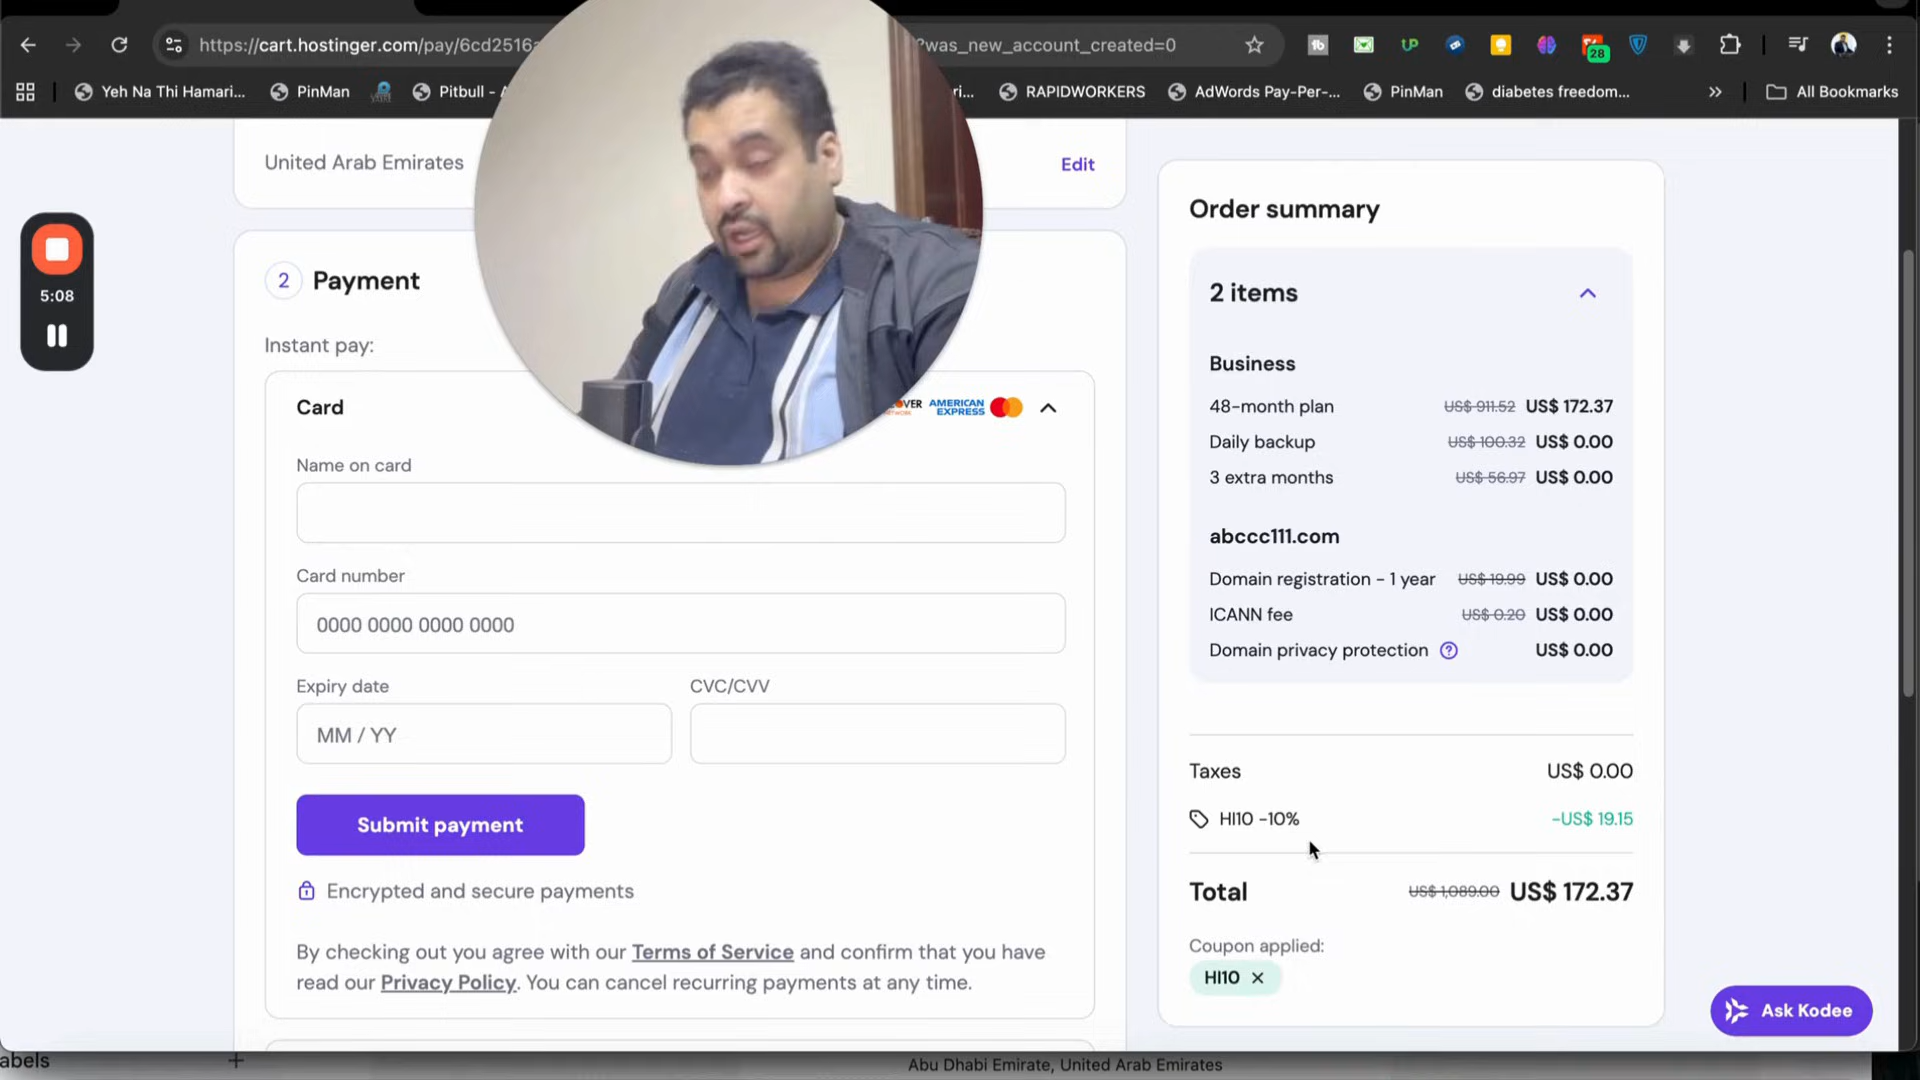 https://cart.hostinger.com/pay/6cd2516
?was_new_account_created=0
28
Yeh Na Thi Hamari...
PinMan
Pitbull -
RAPIDWORKERS
AdWords Pay-Per-...
PinMan
diabetes freedom...
All Bookmarks
United Arab Emirates
Edit
5:08
2
Payment
Instant pay:
Card
AMERICAN EXPRESS
Name on card
Card number
0000 0000 0000 0000
Expiry date
CVC/CVV
MM / YY
Submit payment
Encrypted and secure payments
By checking out you agree with our Terms of Service and confirm that you have
read our Privacy Policy. You can cancel recurring payments at any time.
Order summary
2 items
Business
48-month plan US$ 911.52 US$ 172.37
Daily backup US$ 100.32 US$ 0.00
3 extra months US$ 56.97 US$ 0.00
abccc111.com
Domain registration - 1 year US$ 19.99 US$ 0.00
ICANN fee US$ 0.20 US$ 0.00
Domain privacy protection US$ 0.00
Taxes US$ 0.00
HI10 -10% -US$ 19.15
Total US$ 1,089.00 US$ 172.37
Coupon applied:
HI10
Ask Kodee
abels
Abu Dhabi Emirate, United Arab Emirates